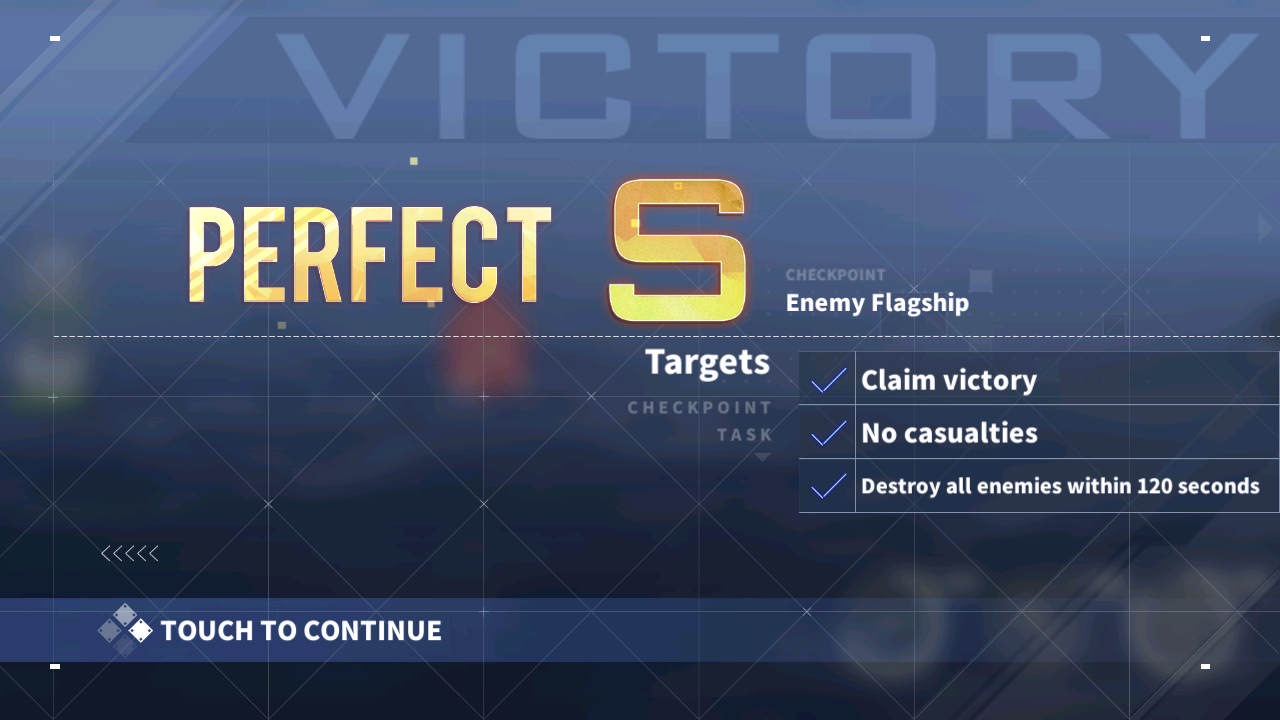 VICTORY
PERFECT S
CHECKPOINT
Enemy Flagship
Targets
CHECKPOINT
TASK
Claim victory
No casualties
Destroy all enemies within 120 seconds
TOUCH TO CONTINUE